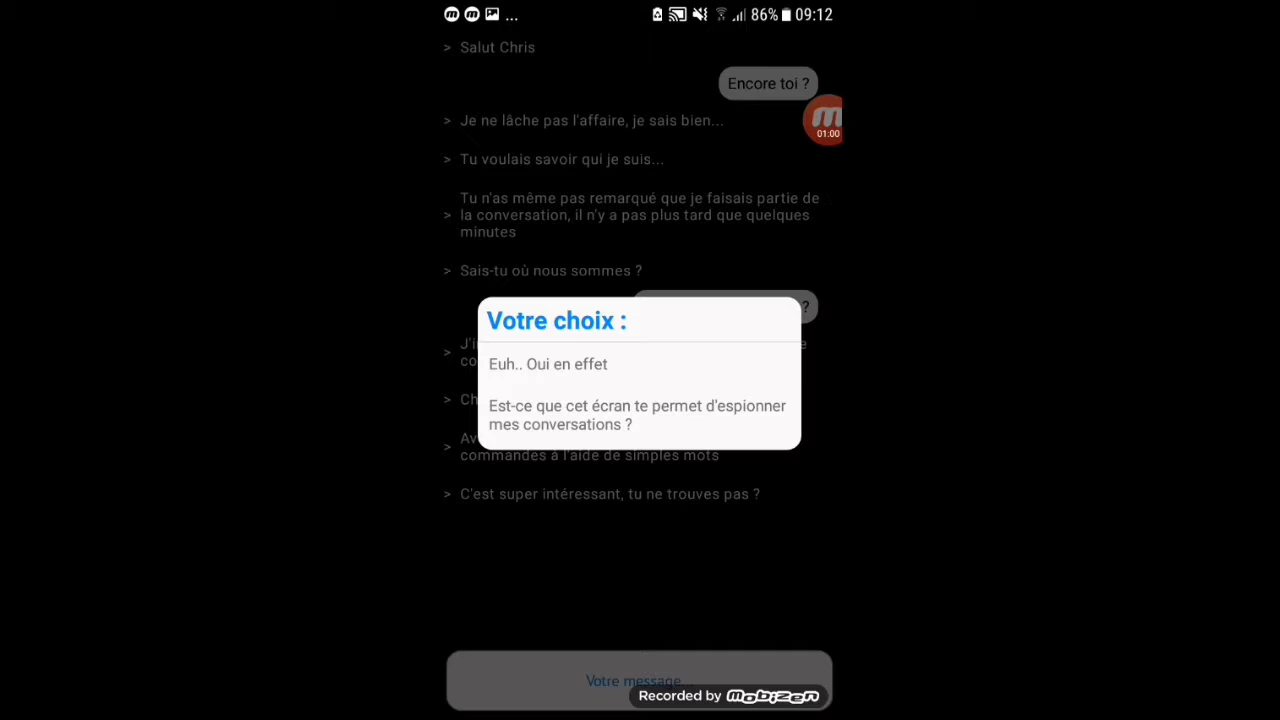 ... 86% 09:12
> Salut Chris
Encore toi ?
01:00
> Je ne lâche pas l'affaire, je sais bien...
> Tu voulais savoir qui je suis...
Tu n'as même pas remarqué que je faisais partie de
> la conversation, il n'y a pas plus tard que quelques
minutes
> Sais-tu où nous sommes ?
?
Votre choix :
Euh.. Oui en effet
Est-ce que cet écran te permet d'espionner
mes conversations ?
commandes à l'aide de simples mots
> C'est super intéressant, tu ne trouves pas ?
Votre message...
Recorded by mobizen